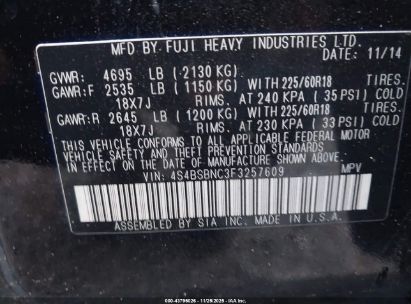 MFD. BY FUJI HEAVY INDUSTRIES LTD.
DATE: 11/14
GVWR: 4695 LB (2130 KG)
GAWR:F 2535 LB (1150 KG) WITH 225/60R18 TIRES.
18X7J RIMS. AT 240 KPA (35 PSI) COLD
GAWR:R 2645 LB (1200 KG) WITH 225/60R18 TIRES.
18X7J RIMS. AT 230 KPA (33 PSI) COLD
THIS VEHICLE CONFORMS TO ALL APPLICABLE FEDERAL MOTOR
VEHICLE SAFETY AND THEFT PREVENTION STANDARDS
IN EFFECT ON THE DATE OF MANUFACTURE SHOWN ABOVE.
VIN: 4S4BSBNC3F3257609 MPV
ASSEMBLED BY SIA INC. MADE IN U.S.A.